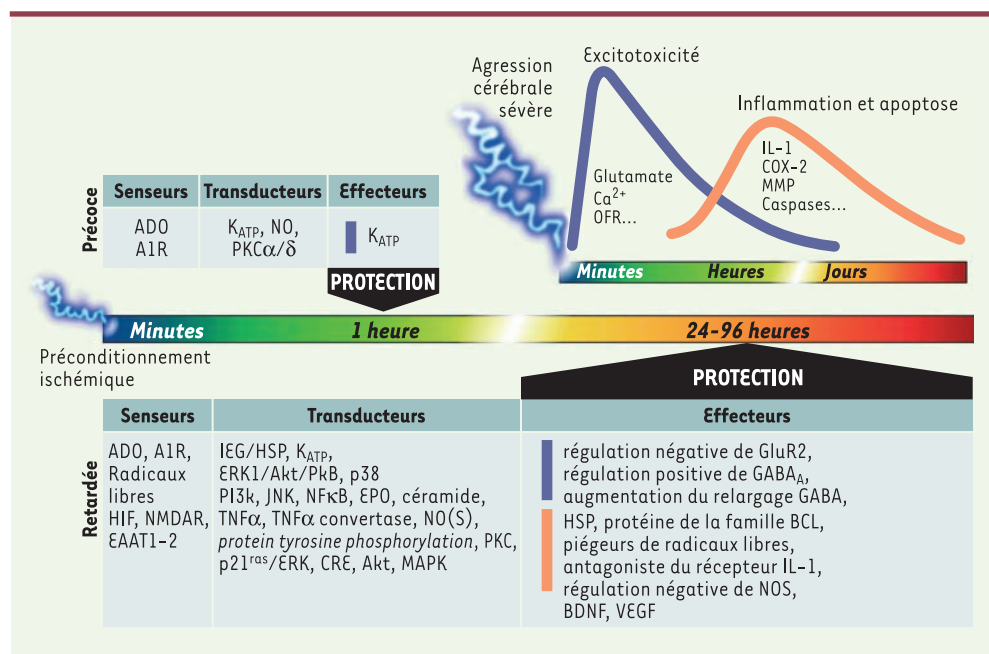 Agression
cérébrale
sévère
Excitotoxicité
Glutamate
Ca²⁺
OFR...
Inflammation et apoptose
IL-1
COX-2
MMP
Caspases...
Minutes Heures Jours
Précoce
Senseurs Transducteurs Effecteurs
ADO
A1R
K_ATP, NO,
PKCα/δ
K_ATP
PROTECTION
Minutes 1 heure 24-96 heures
Préconditionnement
ischémique
PROTECTION
Retardée
Senseurs Transducteurs Effecteurs
ADO, A1R,
Radicaux
libres
HIF, NMDAR,
EAAT1-2
IEG/HSP, K_ATP,
ERK1/Akt/PkB, p38
PI3k, JNK, NFκB, EPO, céramide,
TNFα, TNFα convertase, NO(S),
protein tyrosine phosphorylation, PKC,
p21ʳᵃˢ/ERK, CRE, Akt, MAPK
régulation négative de GluR2,
régulation positive de GABA_A,
augmentation du relargage GABA,
HSP, protéine de la famille BCL,
piégeurs de radicaux libres,
antagoniste du récepteur IL-1,
régulation négative de NOS,
BDNF, VEGF